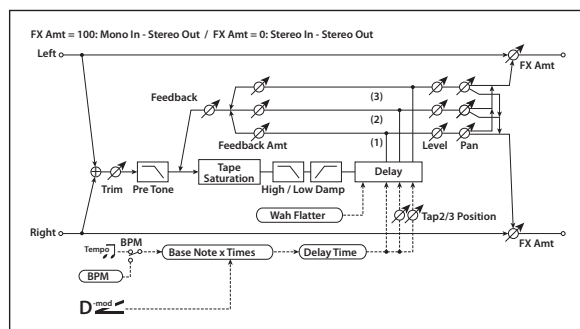 FX Amt = 100: Mono In - Stereo Out / FX Amt = 0: Stereo In - Stereo Out
Left
FX Amt
Feedback
(3)
(2)
(1)
Feedback Amt
Level
Pan
Trim
Pre Tone
Tape
Saturation
High / Low Damp
Delay
Wah Flatter
Tap2/3 Position
Right
FX Amt
Tempo
BPM
BPM
Base Note x Times
Delay Time
D-mod